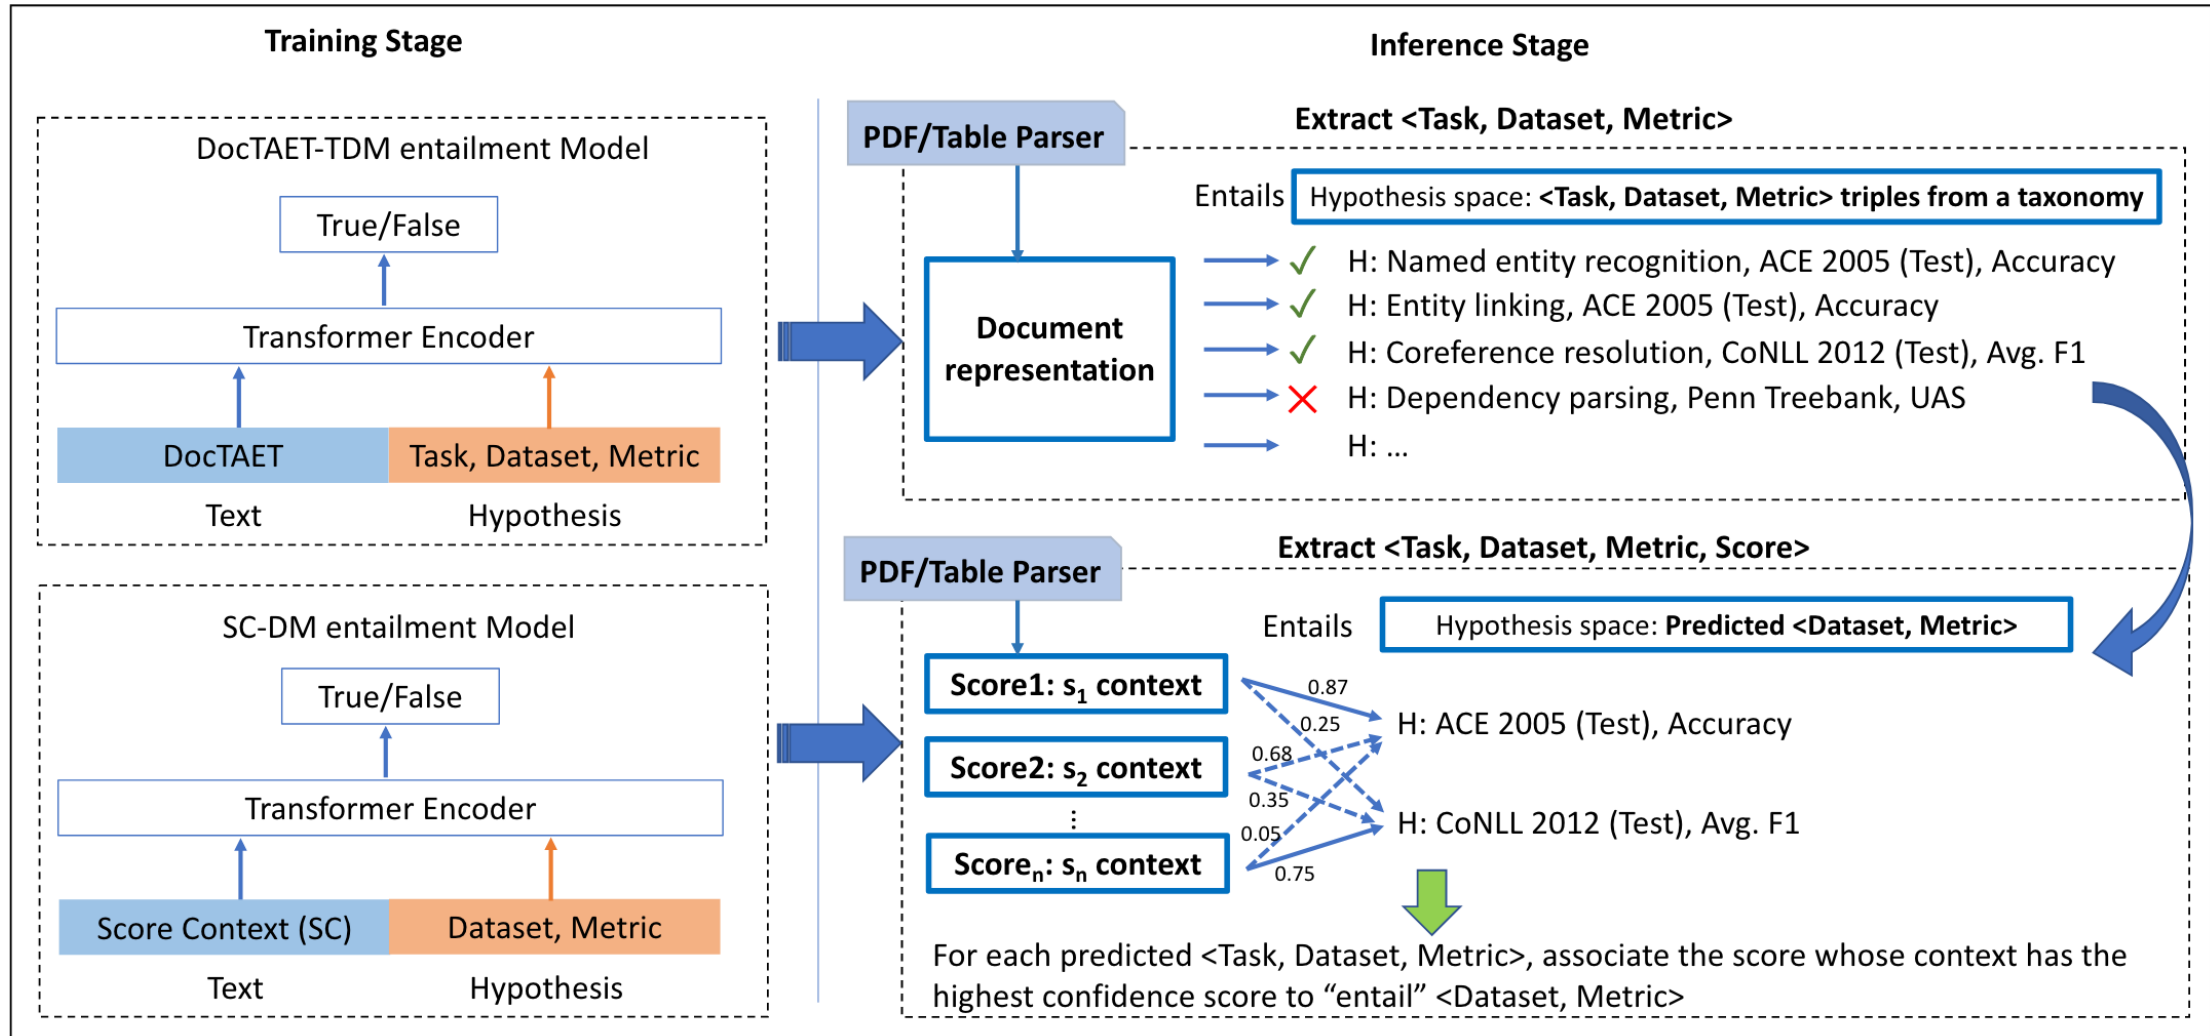 Training Stage
DocTAET-TDM entailment Model
True/False
Transformer Encoder
DocTAET
Task, Dataset, Metric
Text
Hypothesis
SC-DM entailment Model
True/False
Transformer Encoder
Score Context (SC)
Dataset, Metric
Text
Hypothesis
Inference Stage
PDF/Table Parser
Extract <Task, Dataset, Metric>
Entails
Hypothesis space: <Task, Dataset, Metric> triples from a taxonomy
Document
representation
H: Named entity recognition, ACE 2005 (Test), Accuracy
H: Entity linking, ACE 2005 (Test), Accuracy
H: Coreference resolution, CoNLL 2012 (Test), Avg. F1
H: Dependency parsing, Penn Treebank, UAS
H: ...
PDF/Table Parser
Extract <Task, Dataset, Metric, Score>
Entails
Hypothesis space: Predicted <Dataset, Metric>
Score1: s1 context
Score2: s2 context
⋮
Scoren: sn context
0.87
0.25
0.68
0.35
0.05
0.75
H: ACE 2005 (Test), Accuracy
H: CoNLL 2012 (Test), Avg. F1
For each predicted <Task, Dataset, Metric>, associate the score whose context has the
highest confidence score to “entail” <Dataset, Metric>